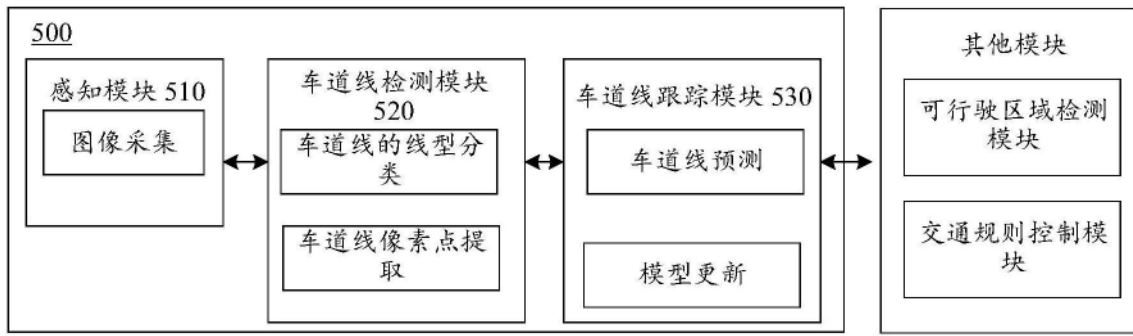 500
感知模块 510
图像采集
车道线检测模块
520
车道线的线型分
类
车道线像素点提
取
车道线跟踪模块 530
车道线预测
模型更新
其他模块
可行驶区域检测
模块
交通规则控制模
块